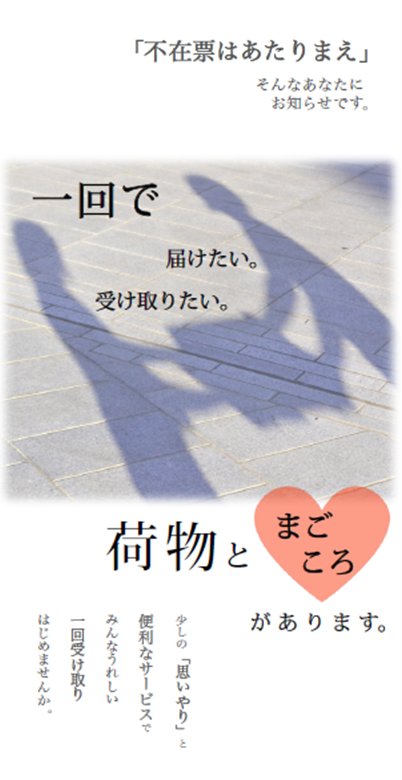 「不在票はあたりまえ」
そんなあなたに
お知らせです。
一回で
届けたい。
受け取りたい。
荷物と
まご
ころ
があります。
少しの「思いやり」と
便利なサービスで
みんなうれしい
一回受け取り
はじめませんか。